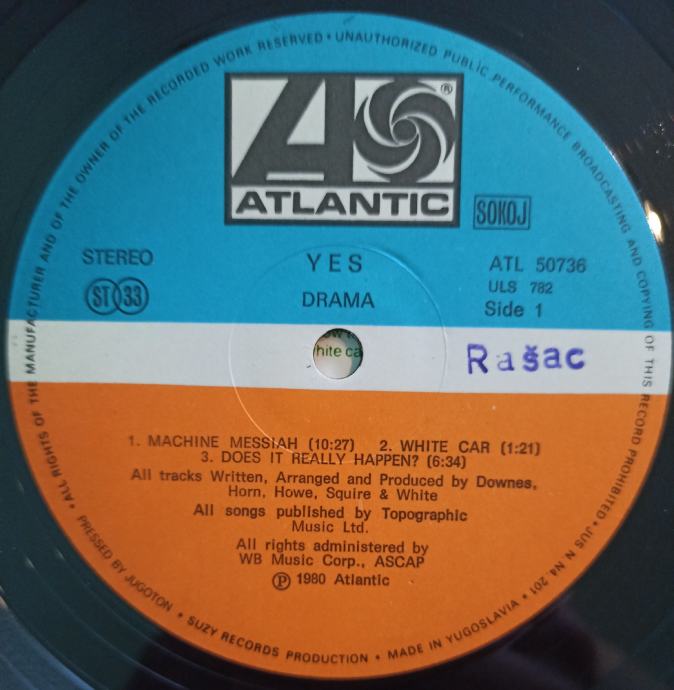 • ALL RIGHTS OF THE MANUFACTURER AND OF THE OWNER OF THE RECORDED WORK RESERVED • UNAUTHORIZED PUBLIC PERFORMANCE BROADCASTING AND COPYING OF THIS RECORD PROHIBITED • JUS N N4 201 •
A ®
ATLANTIC
SOKOJ
STEREO
YES
ATL 50736
ULS 782
ST 33
DRAMA
Side 1
hite ca
Rašac
1. MACHINE MESSIAH (10:27) 2. WHITE CAR (1:21)
3. DOES IT REALLY HAPPEN? (6:34)
All tracks Written, Arranged and Produced by Downes,
Horn, Howe, Squire & White
All songs published by Topographic
Music Ltd.
All rights administered by
WB Music Corp., ASCAP
℗ 1980 Atlantic
PRESSED BY JUGOTON • SUZY RECORDS PRODUCTION • MADE IN YUGOSLAVIA •